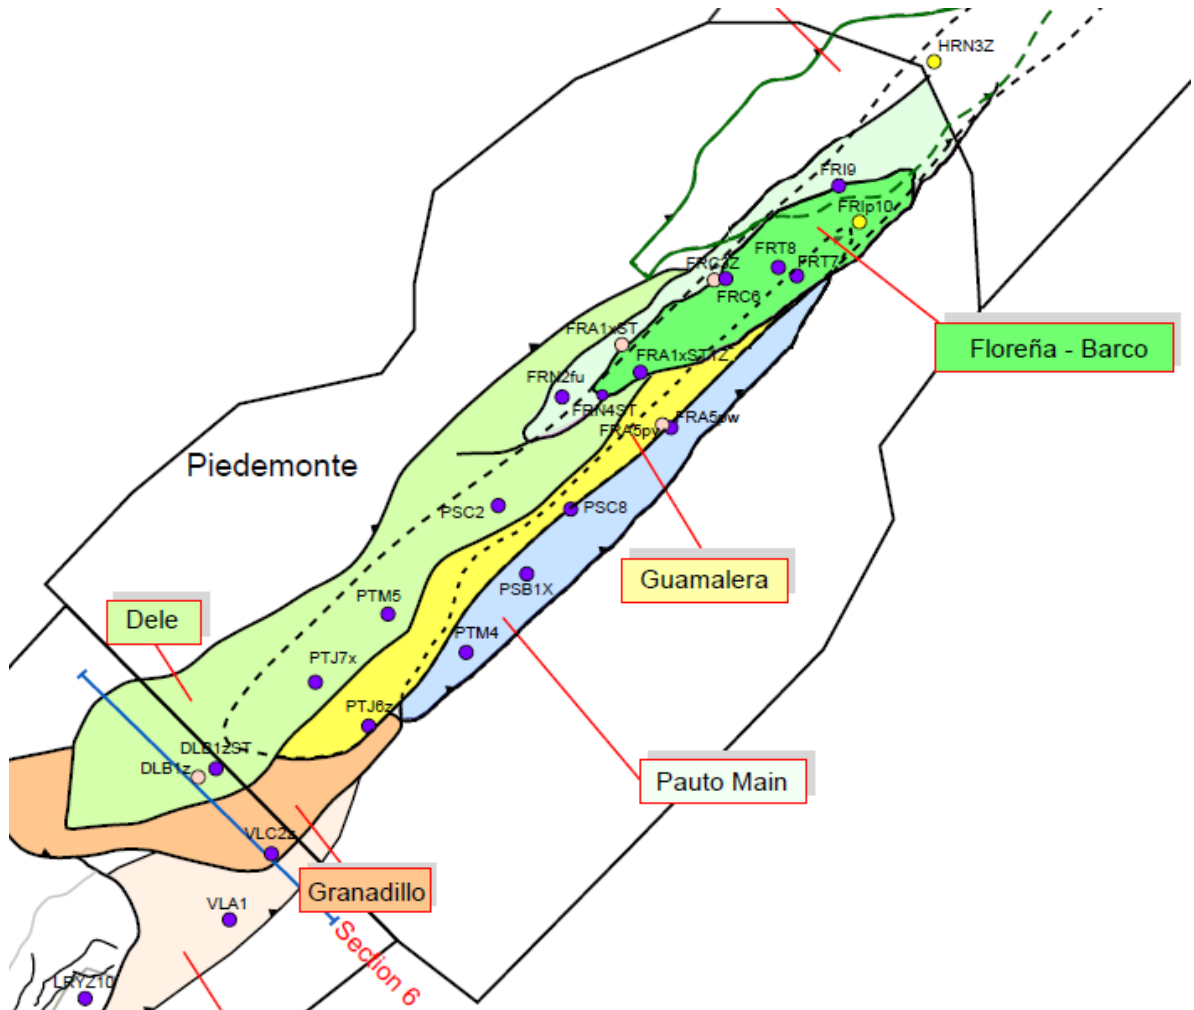 HRN3Z
FRI9
FRIp10
FRT8
FRC3Z
FRT7
FRC6
FRA1xST
Floreña - Barco
FRA1xST1Z
FRN2fu
FRN4ST
FRA5pw
FRA5py
Piedemonte
PSC2
PSC8
Guamalera
PSB1X
PTM5
Dele
PTM4
PTJ7x
PTJ6z
DLB1zST
DLB1z
Pauto Main
VLC2z
Granadillo
VLA1
Section 6
LRYZ10